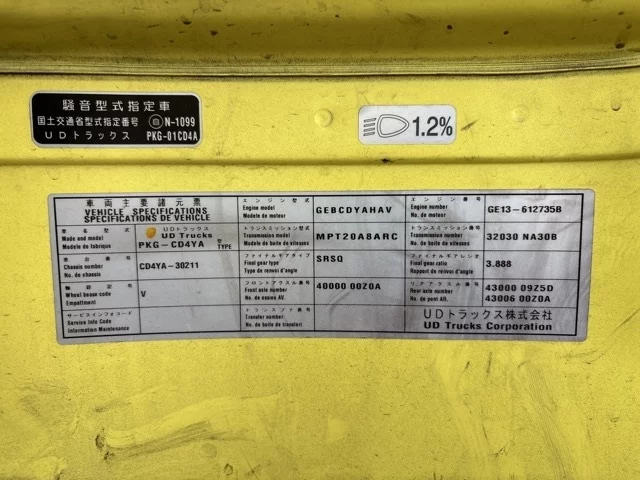 騒音型式指定車
国土交通省型式指定番号 自 N-1099
UDトラックス PKG-01CD4A
1.2%
車両主要諸元票
VEHICLE SPECIFICATIONS
SPECIFICATIONS DE VEHICLE
車名型式 UDトラックス
Make and model UD Trucks 型
Modele de fabrique PKG-CD4YA TYPE
車台番号
Chassis number CD4YA-30211
No. de chassis
Wheel base code V
Empattement
サービスインフォコード
Service Info Code
Information Maintenance
エンジン型式
Engine model GEBCDYAHAV
Modele de moteur
トランスミッション型式
Transmission model MPT20A8ARC
Modele de boite de vitesses
ファイナルギアタイプ
Final gear type SRSQ
Type de renvoi d'angle
フロントアクスル番号
Front axle number 40000 00Z0A
No. de essieu AV.
トランスファ番号
Transfer number
No. de boite de transfert
エンジン番号
Engine number GE13-612735B
No. de moteur
トランスミッション番号
Transmission number 32030 NA30B
No. de boite de vitesses
ファイナルギアレシオ
Final gear ratio 3.888
Rapport de renvoi d'angle
リアアクスル番号
Rear axle number 43000 09Z5D
No. de pont AR. 43006 00Z0A
UDトラックス株式会社
UD Trucks Corporation